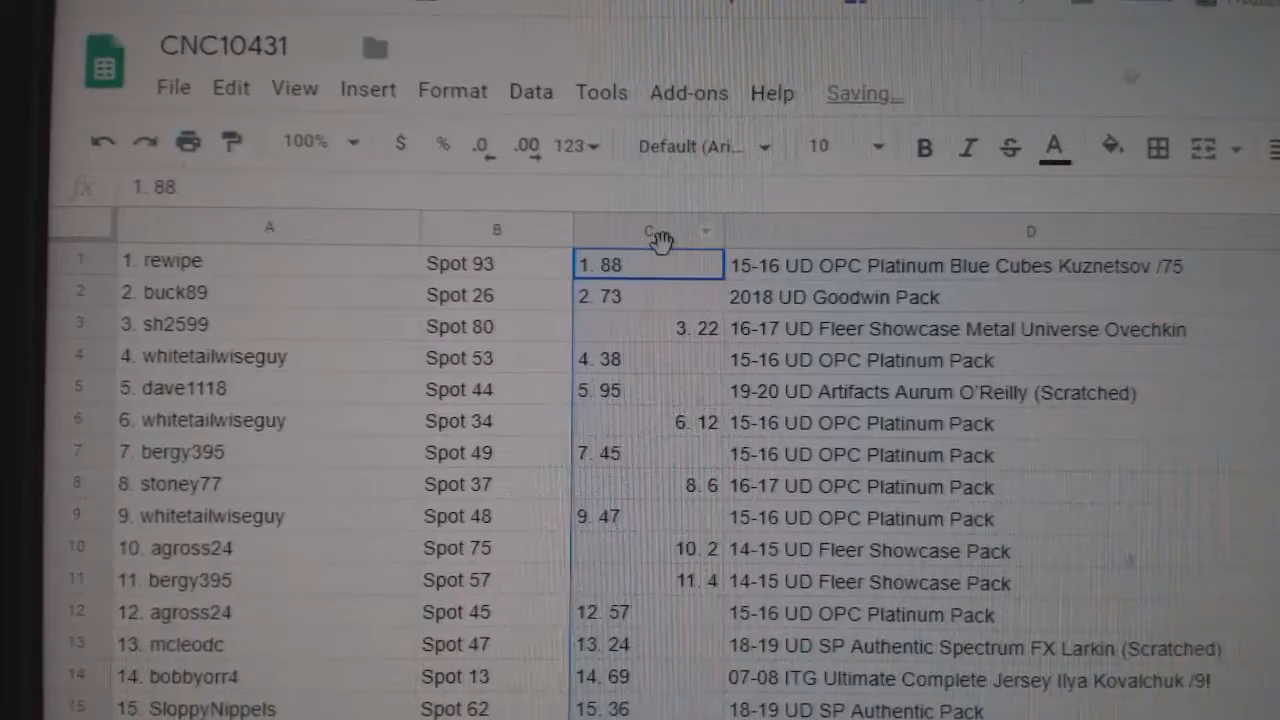 CNC10431
File Edit View Insert Format Data Tools Add-ons Help Saving...
100% $ % .0 .00 123 Default (Ari... 10 B I S A
fx 1. 88
A B C D
1 1. rewipe Spot 93 1. 88 15-16 UD OPC Platinum Blue Cubes Kuznetsov /75
2 2. buck89 Spot 26 2. 73 2018 UD Goodwin Pack
3 3. sh2599 Spot 80 3. 22 16-17 UD Fleer Showcase Metal Universe Ovechkin
4 4. whitetailwiseguy Spot 53 4. 38 15-16 UD OPC Platinum Pack
5 5. dave1118 Spot 44 5. 95 19-20 UD Artifacts Aurum O'Reilly (Scratched)
6 6. whitetailwiseguy Spot 34 6. 12 15-16 UD OPC Platinum Pack
7 7. bergy395 Spot 49 7. 45 15-16 UD OPC Platinum Pack
8 8. stoney77 Spot 37 8. 6 16-17 UD OPC Platinum Pack
9 9. whitetailwiseguy Spot 48 9. 47 15-16 UD OPC Platinum Pack
10 10. agross24 Spot 75 10. 2 14-15 UD Fleer Showcase Pack
11 11. bergy395 Spot 57 11. 4 14-15 UD Fleer Showcase Pack
12 12. agross24 Spot 45 12. 57 15-16 UD OPC Platinum Pack
13 13. mcleodc Spot 47 13. 24 18-19 UD SP Authentic Spectrum FX Larkin (Scratched)
14 14. bobbyorr4 Spot 13 14. 69 07-08 ITG Ultimate Complete Jersey Ilya Kovalchuk /9!
15 15. SloppyNippels Spot 62 15. 36 18-19 UD SP Authentic Pack